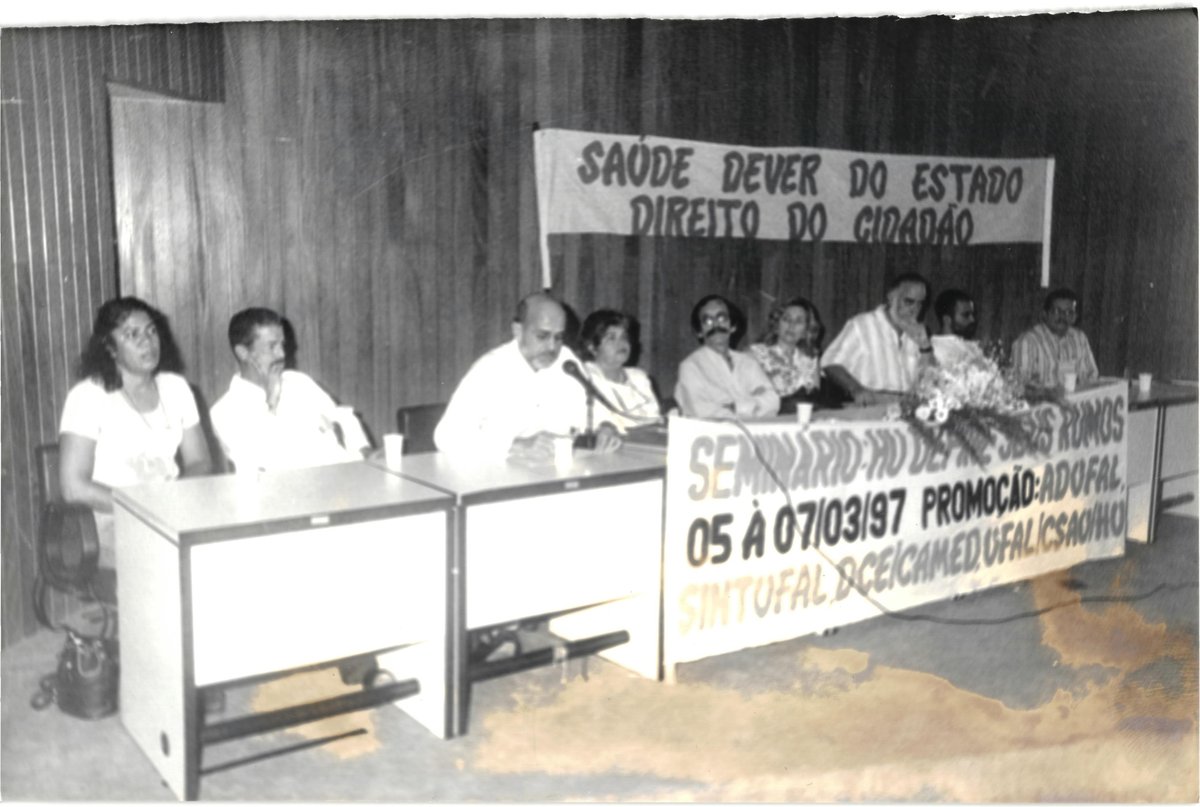 SAÚDE DEVER DO ESTADO
DIREITO DO CIDADÃO
SEMINÁRIO-HU DEFINE SEUS RUMOS
05 À 07/03/97 PROMOÇÃO: ADUFAL,
SINTUFAL, DCE/CAMED, UFAL/CSAU/HU